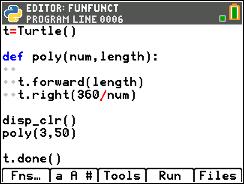 EDITOR: FUNFUNCT
PROGRAM LINE 0006
t=Turtle()
def poly(num,length):
t.forward(length)
t.right(360/num)
disp_clr()
poly(3,50)
t.done()
Fns… a A # Tools Run Files